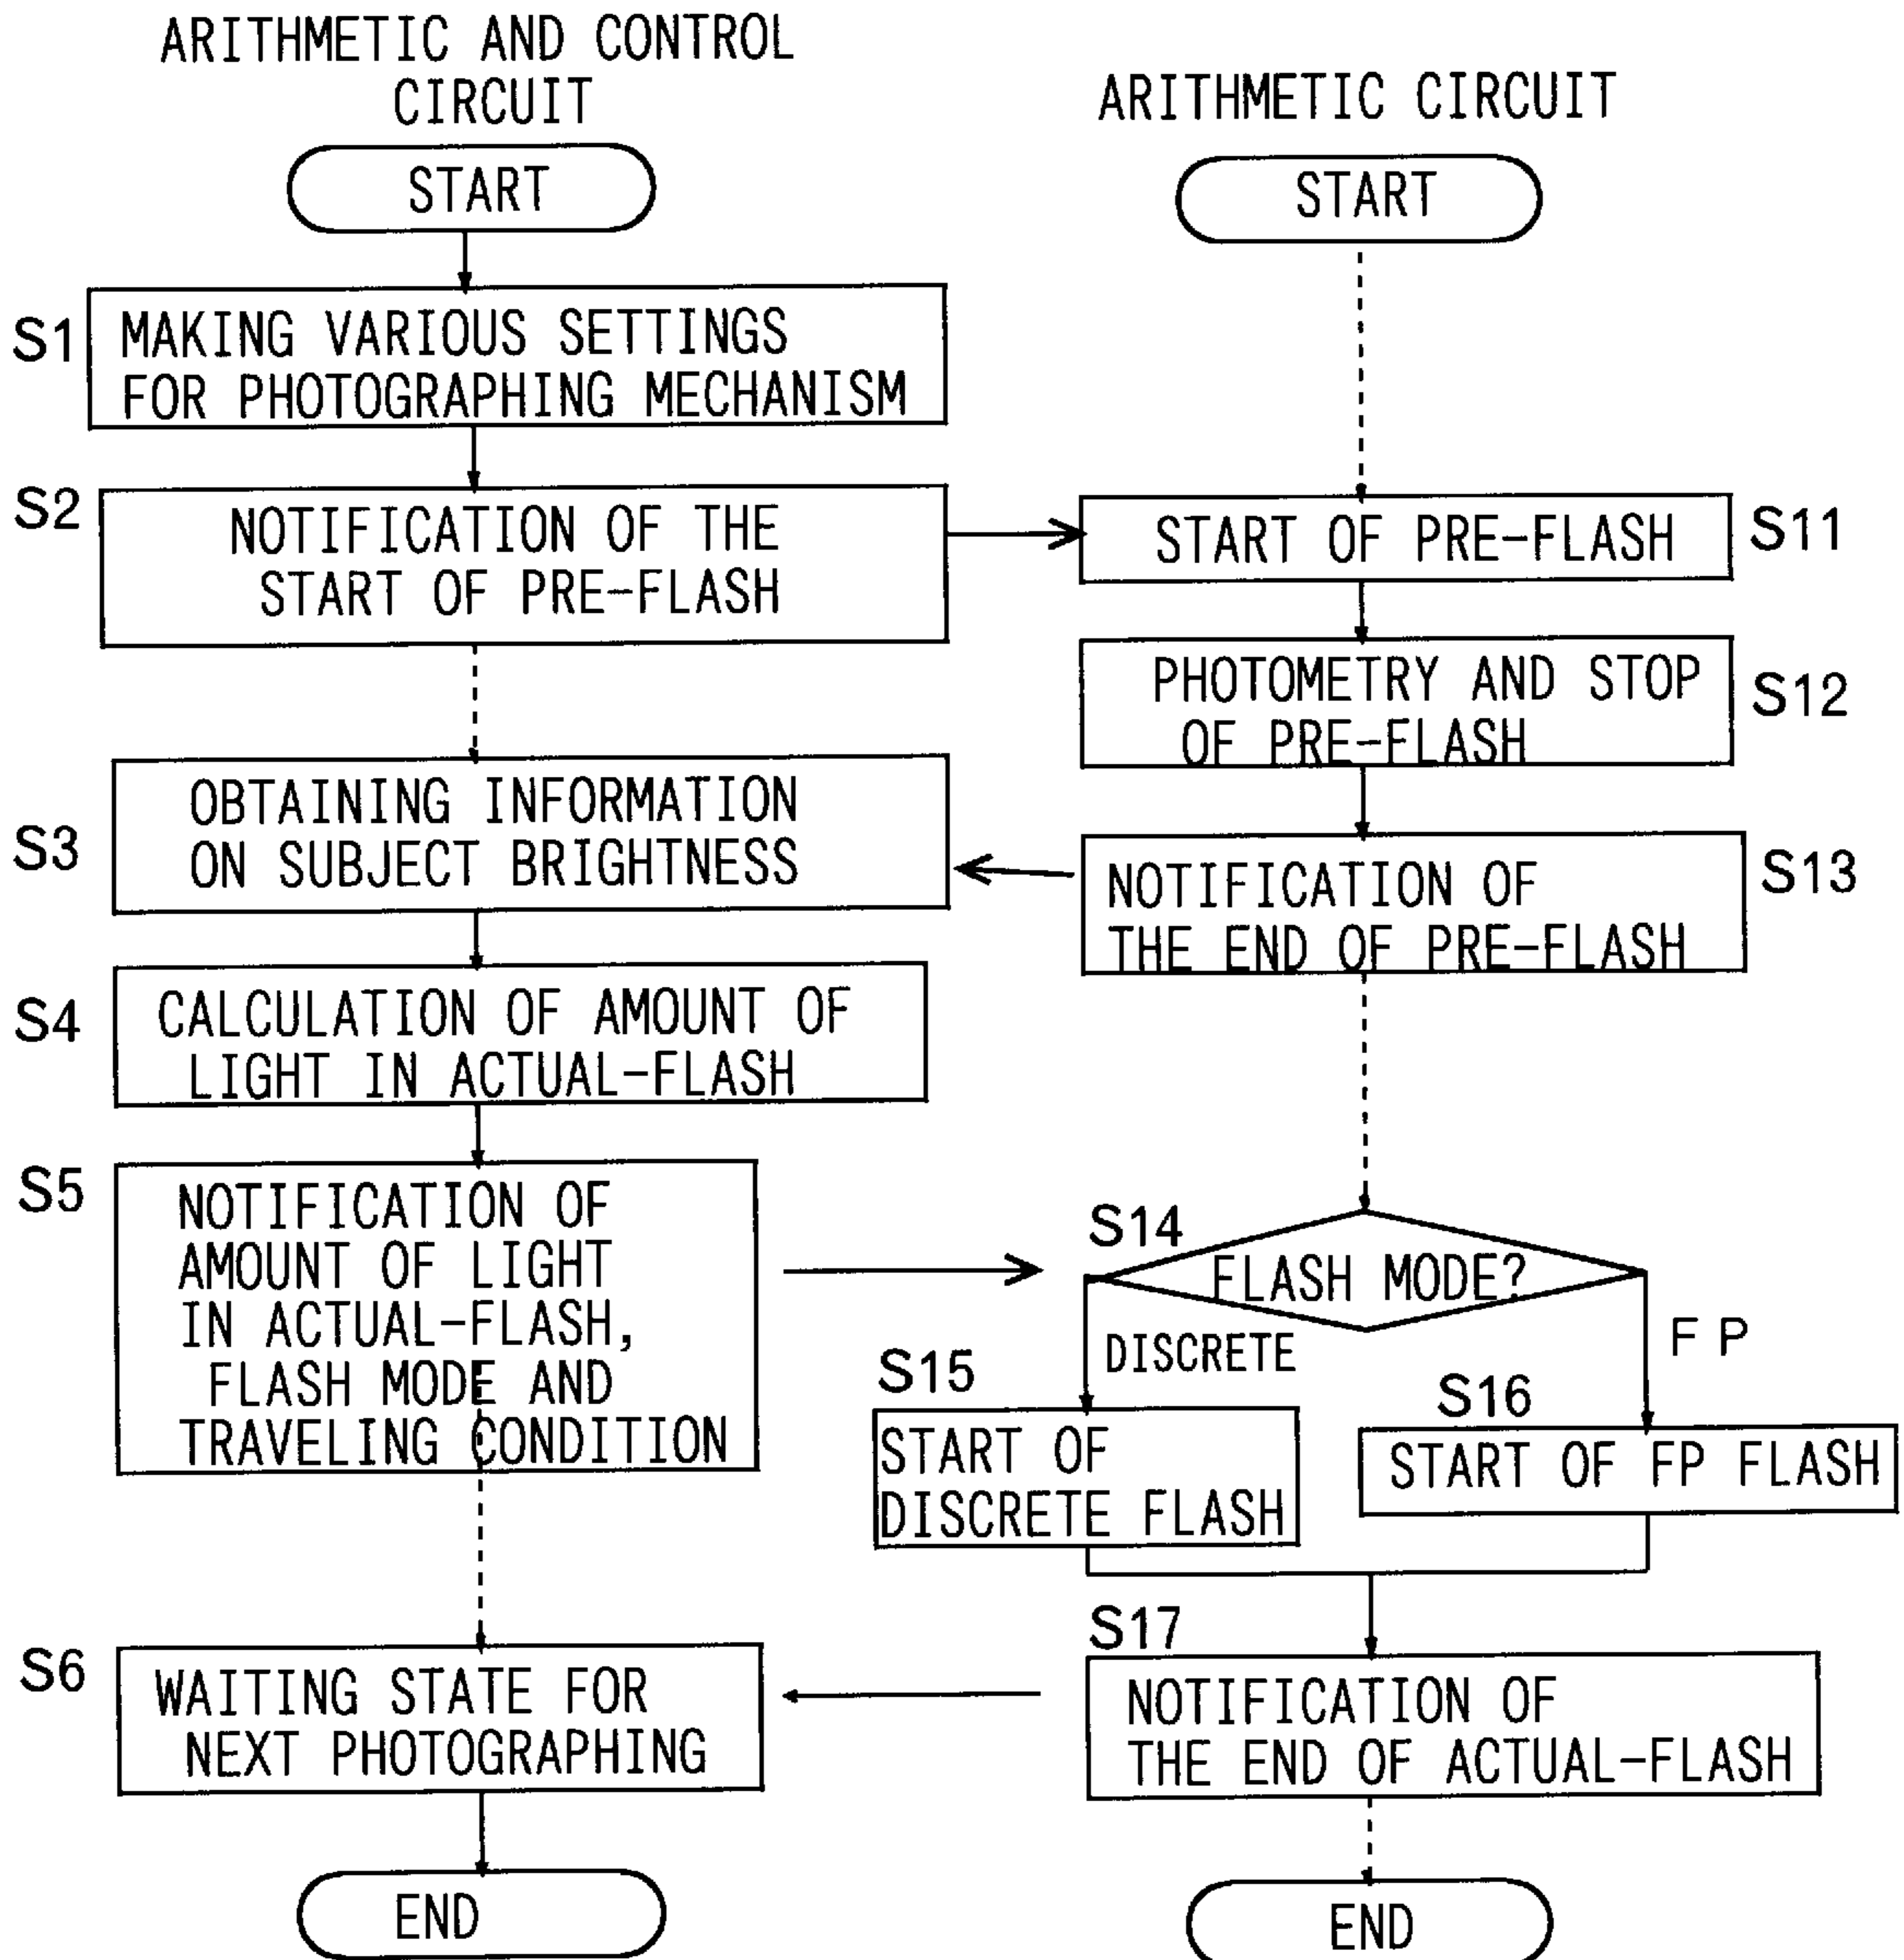 ARITHMETIC AND CONTROL
CIRCUIT
START
S1
MAKING VARIOUS SETTINGS
FOR PHOTOGRAPHING MECHANISM
S2
NOTIFICATION OF THE
START OF PRE-FLASH
S3
OBTAINING INFORMATION
ON SUBJECT BRIGHTNESS
S4
CALCULATION OF AMOUNT OF
LIGHT IN ACTUAL-FLASH
S5
NOTIFICATION OF
AMOUNT OF LIGHT
IN ACTUAL-FLASH,
FLASH MODE AND
TRAVELING CONDITION
S6
WAITING STATE FOR
NEXT PHOTOGRAPHING
END
ARITHMETIC CIRCUIT
START
START OF PRE-FLASH
S11
PHOTOMETRY AND STOP
OF PRE-FLASH
S12
NOTIFICATION OF
THE END OF PRE-FLASH
S13
S14
FLASH MODE?
DISCRETE
FP
S15
START OF
DISCRETE FLASH
S16
START OF FP FLASH
S17
NOTIFICATION OF
THE END OF ACTUAL-FLASH
END